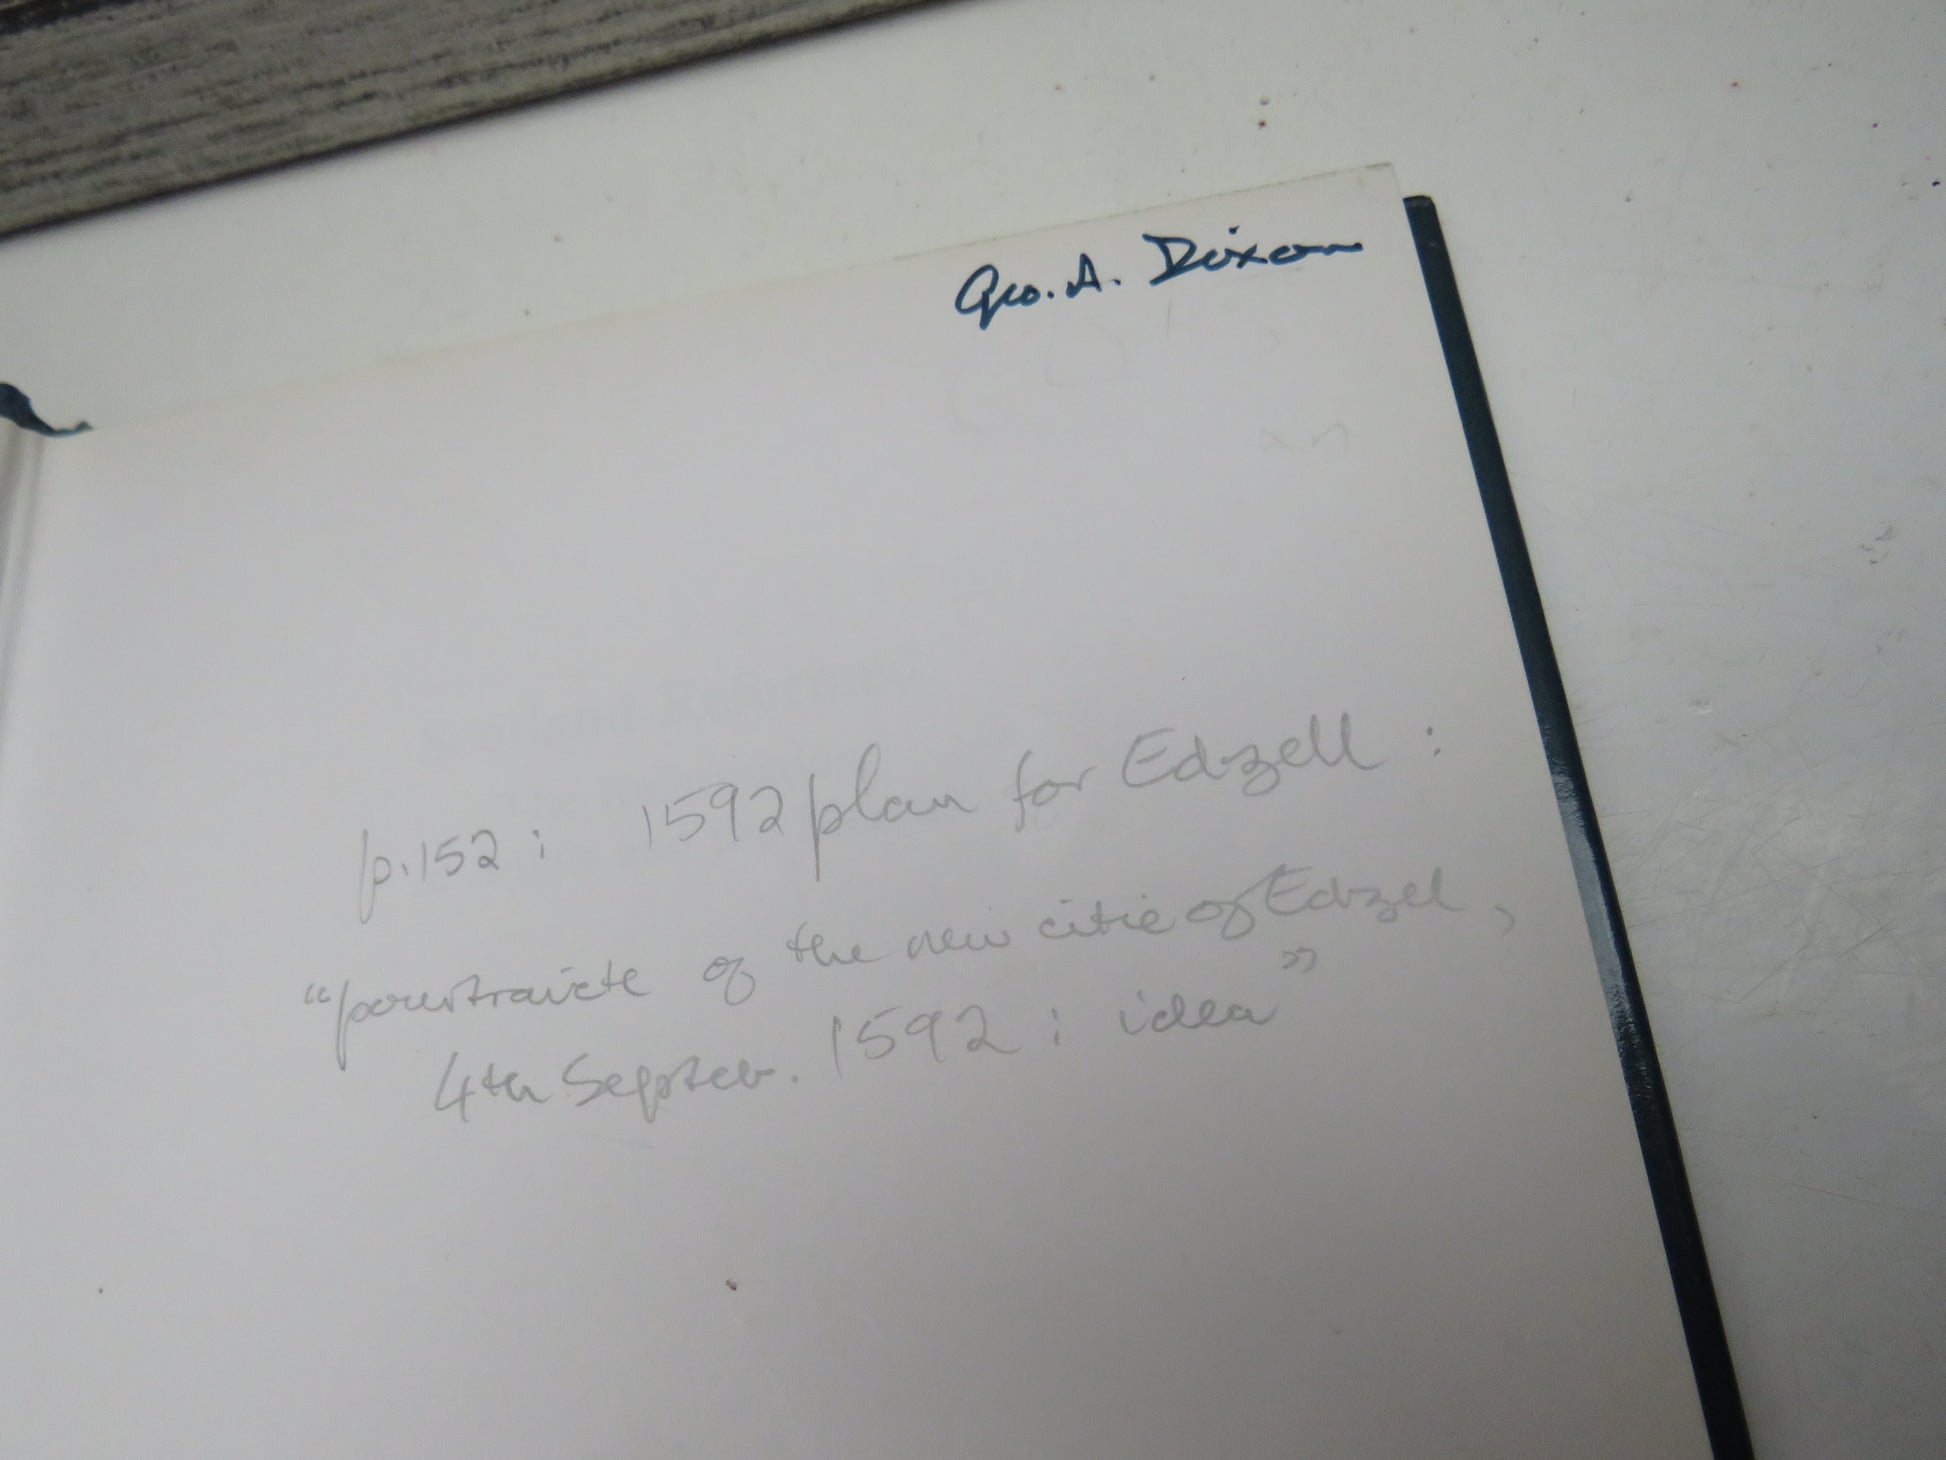 Geo. A. Dixon
p.152: 1592 plan for Edzell:
"pourtraicte of the new citie of Edzel,
4th Septeb. 1592: idea"